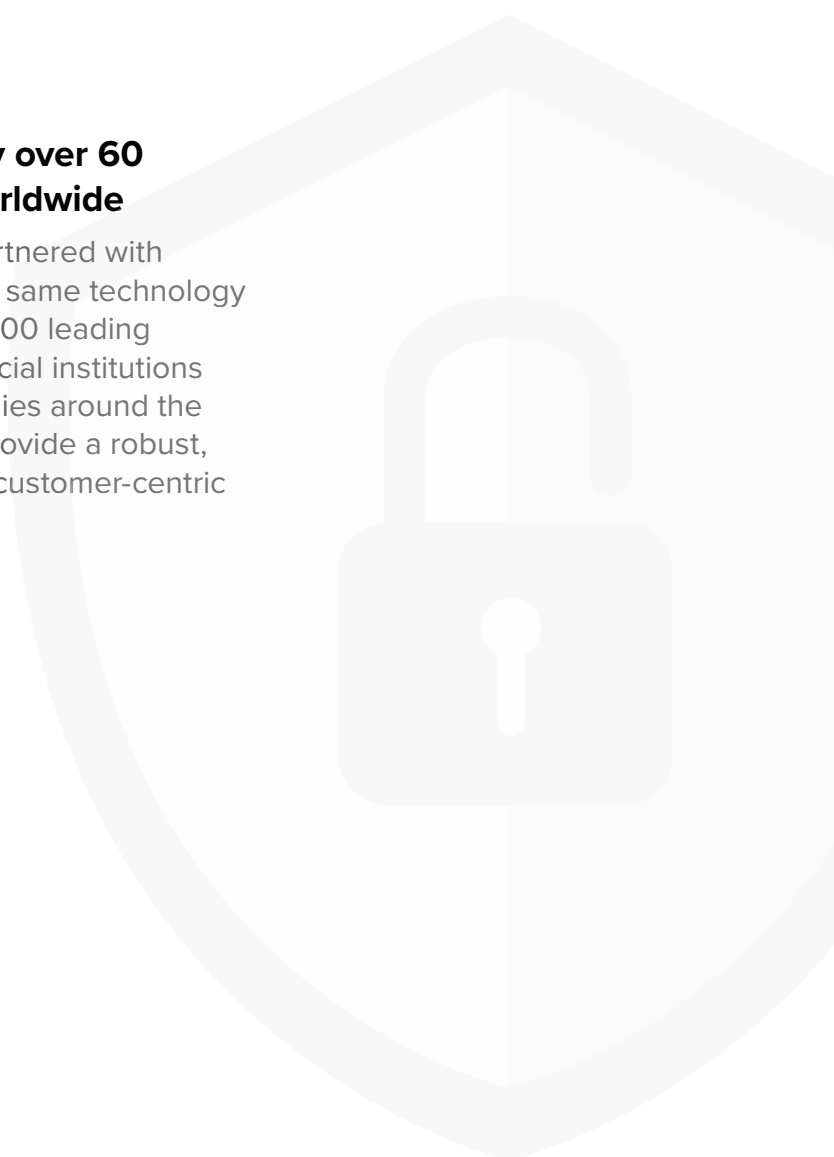 over 60
rldwide
rtnered with
same technology
00 leading
cial institutions
ies around the
ovide a robust,
customer-centric